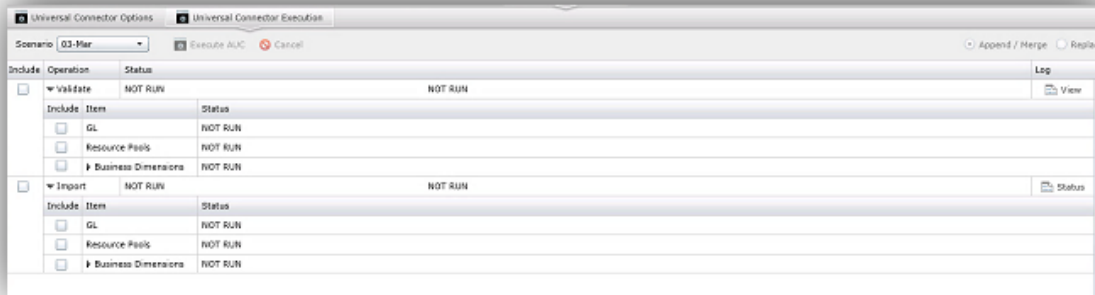 Universal Connector Options Universal Connector Execution
Scenario 03-Mar Execute AUC Cancel Append / Merge Repla
Include Operation Status Log
Validate NOT RUN NOT RUN View
Include Item Status
GL NOT RUN
Resource Pools NOT RUN
Business Dimensions NOT RUN
Import NOT RUN NOT RUN Status
Include Item Status
GL NOT RUN
Resource Pools NOT RUN
Business Dimensions NOT RUN